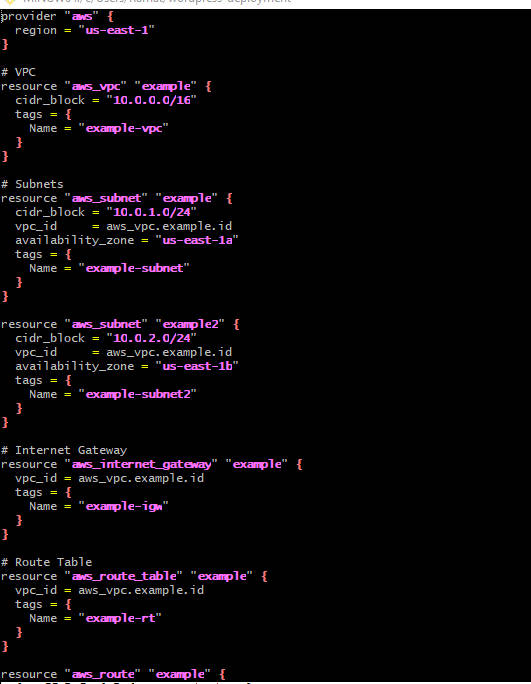 provider "aws" {
  region = "us-east-1"
}

# VPC
resource "aws_vpc" "example" {
  cidr_block = "10.0.0.0/16"
  tags = {
    Name = "example-vpc"
  }
}

# Subnets
resource "aws_subnet" "example" {
  cidr_block = "10.0.1.0/24"
  vpc_id     = aws_vpc.example.id
  availability_zone = "us-east-1a"
  tags = {
    Name = "example-subnet"
  }
}

resource "aws_subnet" "example2" {
  cidr_block = "10.0.2.0/24"
  vpc_id     = aws_vpc.example.id
  availability_zone = "us-east-1b"
  tags = {
    Name = "example-subnet2"
  }
}

# Internet Gateway
resource "aws_internet_gateway" "example" {
  vpc_id = aws_vpc.example.id
  tags = {
    Name = "example-igw"
  }
}

# Route Table
resource "aws_route_table" "example" {
  vpc_id = aws_vpc.example.id
  tags = {
    Name = "example-rt"
  }
}

resource "aws_route" "example" {